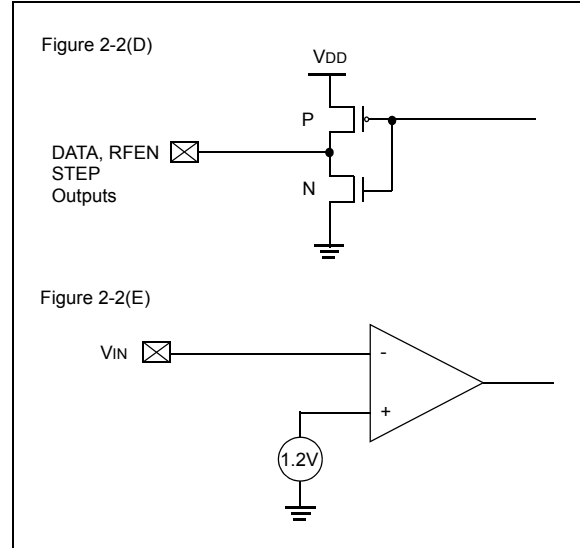 Figure 2-2(D)
VDD
P
DATA, RFEN
STEP
Outputs
N
Figure 2-2(E)
VIN
-
+
1.2V